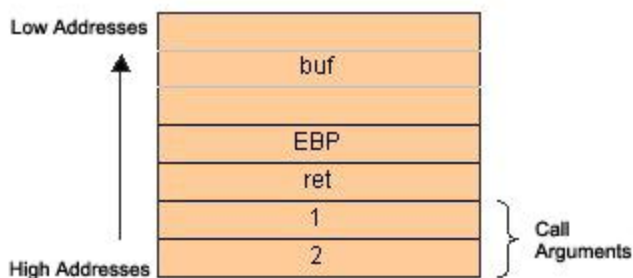 Low Addresses
buf
EBP
ret
1
2
Call
Arguments
High Addresses